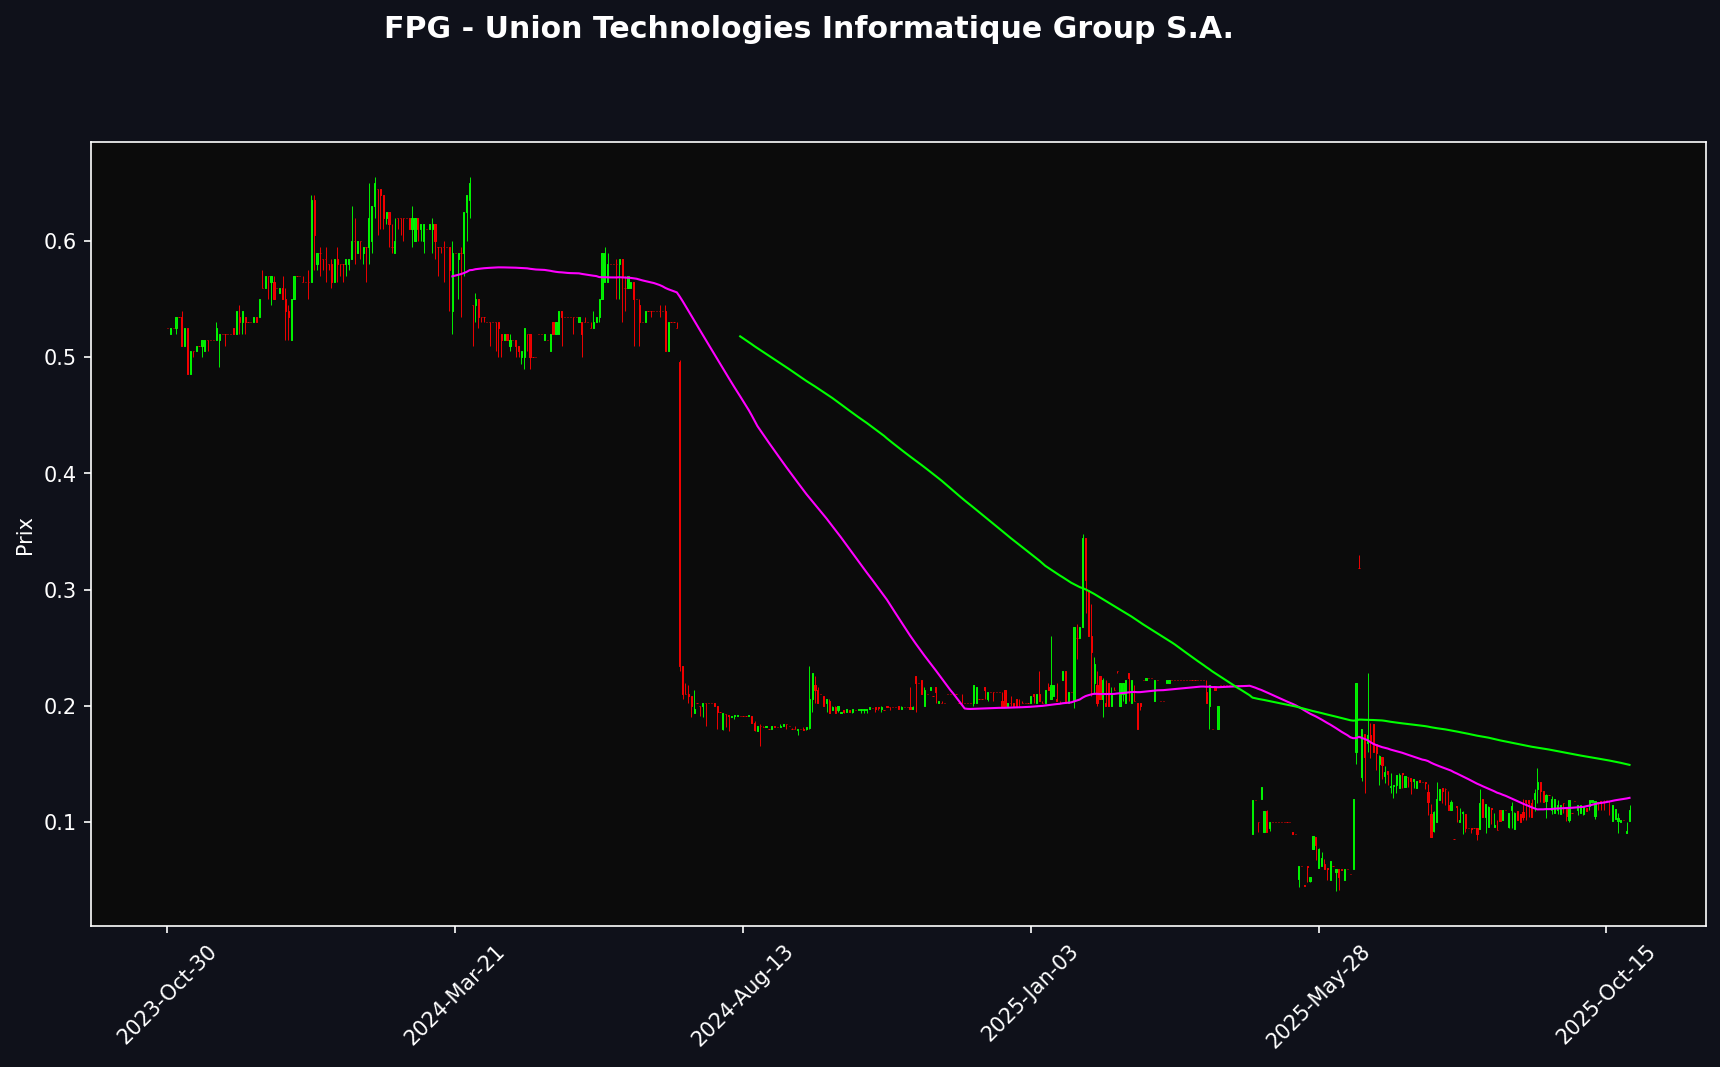 FPG - Union Technologies Informatique Group S.A.
Prix
0.6
0.5
0.4
0.3
0.2
0.1
2023-Oct-30
2024-Mar-21
2024-Aug-13
2025-Jan-03
2025-May-28
2025-Oct-15